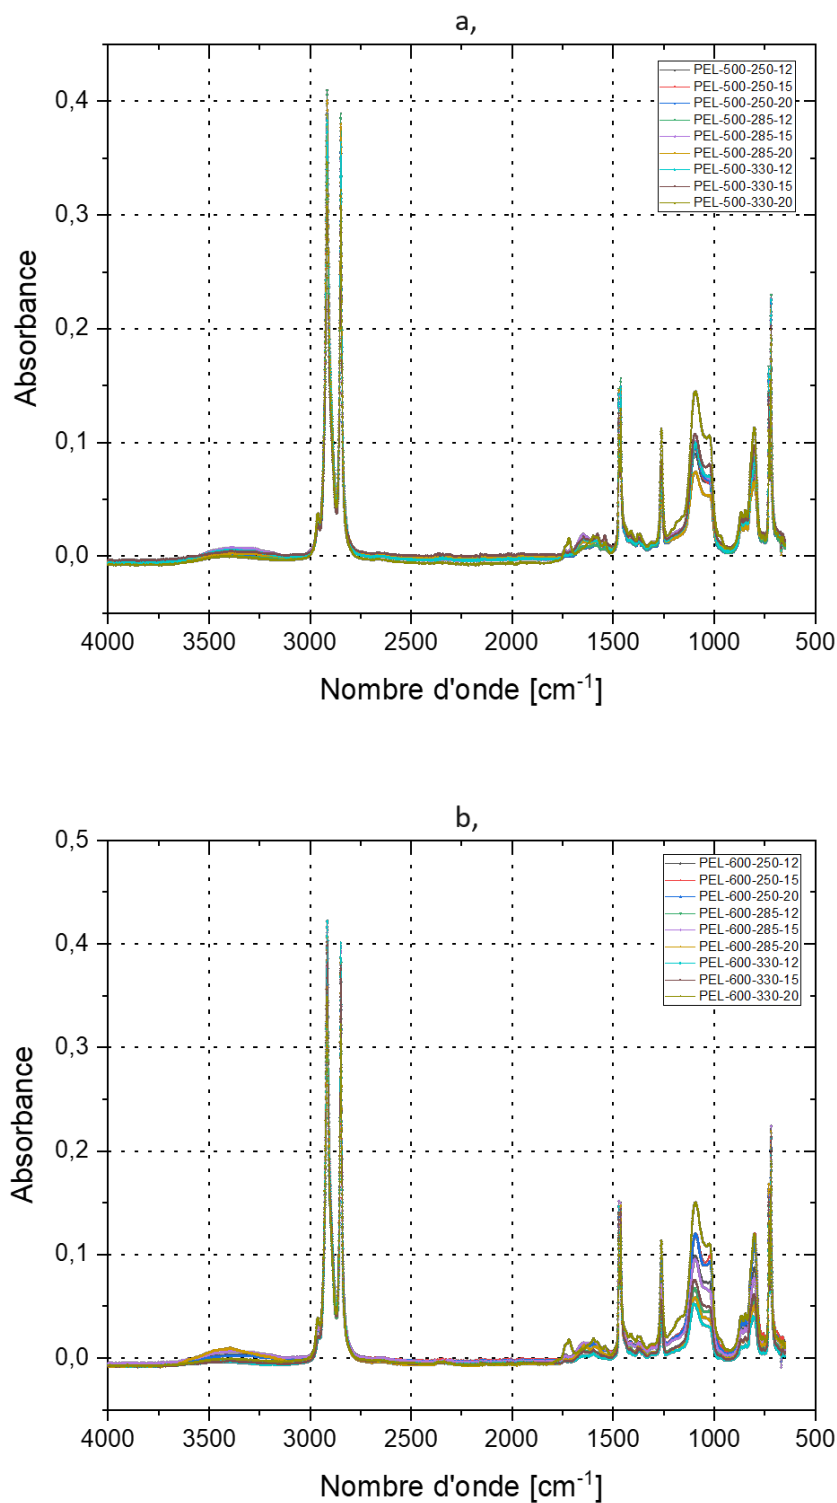 a,
0,4
0,3
0,2
0,1
0,0
Absorbance
PEL-500-250-12
PEL-500-250-15
PEL-500-250-20
PEL-500-285-12
PEL-500-285-15
PEL-500-285-20
PEL-500-330-12
PEL-500-330-15
PEL-500-330-20
4000 3500 3000 2500 2000 1500 1000 500
Nombre d'onde [cm⁻¹]
b,
0,5
0,4
0,3
0,2
0,1
0,0
Absorbance
PEL-600-250-12
PEL-600-250-15
PEL-600-250-20
PEL-600-285-12
PEL-600-285-15
PEL-600-285-20
PEL-600-330-12
PEL-600-330-15
PEL-600-330-20
4000 3500 3000 2500 2000 1500 1000 500
Nombre d'onde [cm⁻¹]